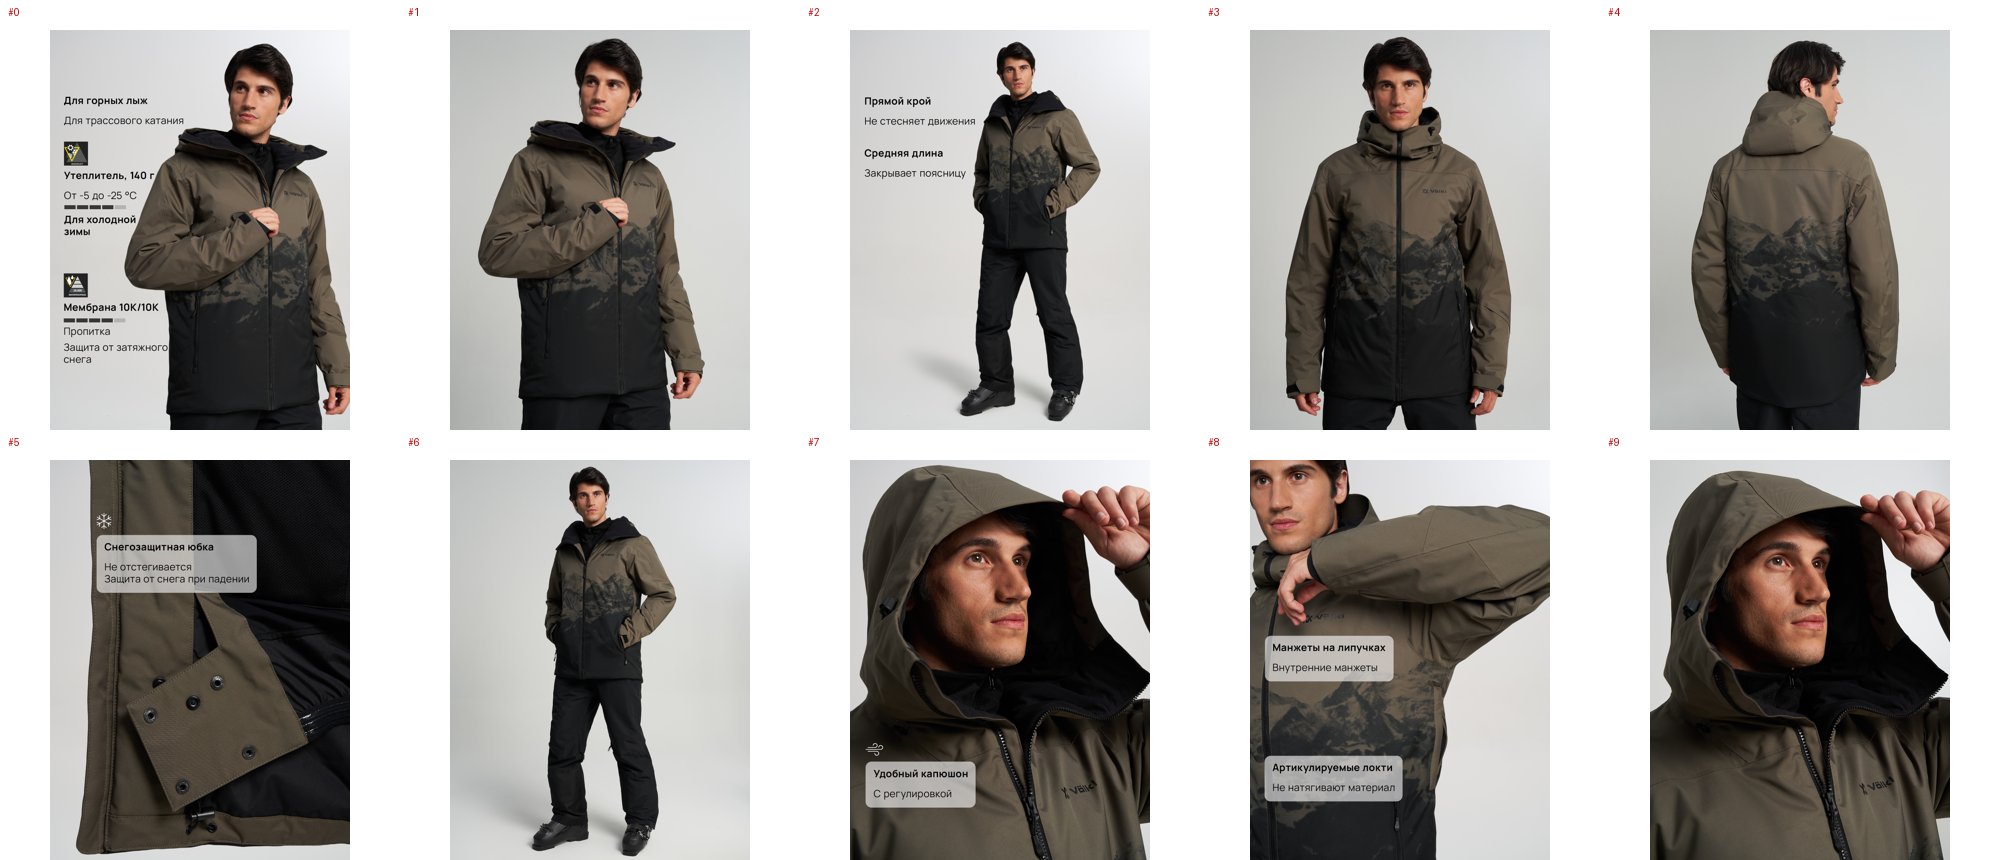 #0
Для горных лыж
Для трассового катания
Утеплитель, 140 г
От -5 до -25 °C
Для холодной
зимы
Мембрана 10К/10К
Пропитка
Защита от затяжного
снега
#1
#2
Прямой крой
Не стесняет движения
Средняя длина
Закрывает поясницу
#3
#4
#5
Снегозащитная юбка
Не отстегивается
Защита от снега при падении
#6
#7
Удобный капюшон
С регулировкой
#8
Манжеты на липучках
Внутренние манжеты
Артикулируемые локти
Не натягивают материал
#9